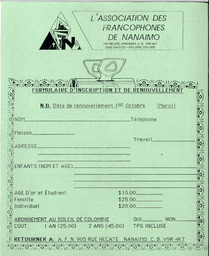 L'ASSOCIATION DES
FRANCOPHONES
DE NANAIMO
AFN
FORMULAIRE D'INSCRIPTION ET DE RENOUVELLEMENT
N.B. Date de renouvellement 1er Octobre (Merci)
NOM Téléphone
Maison
Travail
ADRESSE
ENFANTS (NOM ET AGE)
AGE D'or et Étudiant $10.00
Familie $25.00
Individuel $20.00
ABONNEMENT AU SOLEIL DE COLOMBIE OUI NON
COUT: 1 AN (25.00) 2 ANS (45.00) TPS INCLUSE
RETOURNER A: A.F.N. 905 RUE HECATE NANAIMO C.B. V9R 4K7